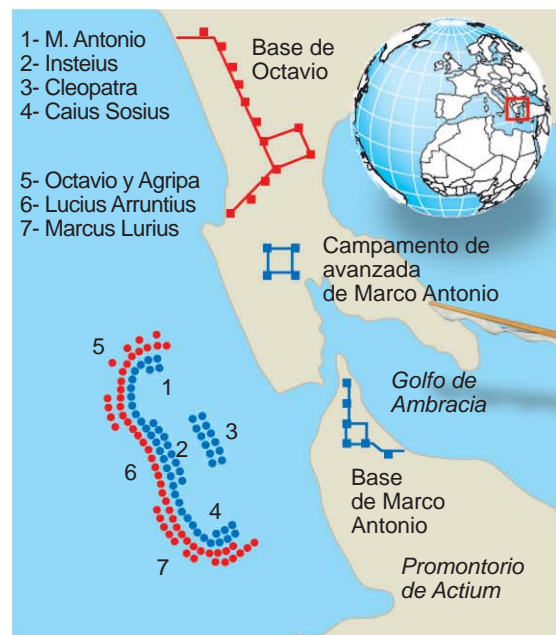 1- M. Antonio
2- Insteius
3- Cleopatra
4- Caius Sosius
5- Octavio y Agripa
6- Lucius Arruntius
7- Marcus Lurius
Base de
Octavio
Campamento de
avanzada
de Marco Antonio
Golfo de
Ambracia
Base
de Marco
Antonio
Promontorio
de Actium
5
1
3
2
6
4
7